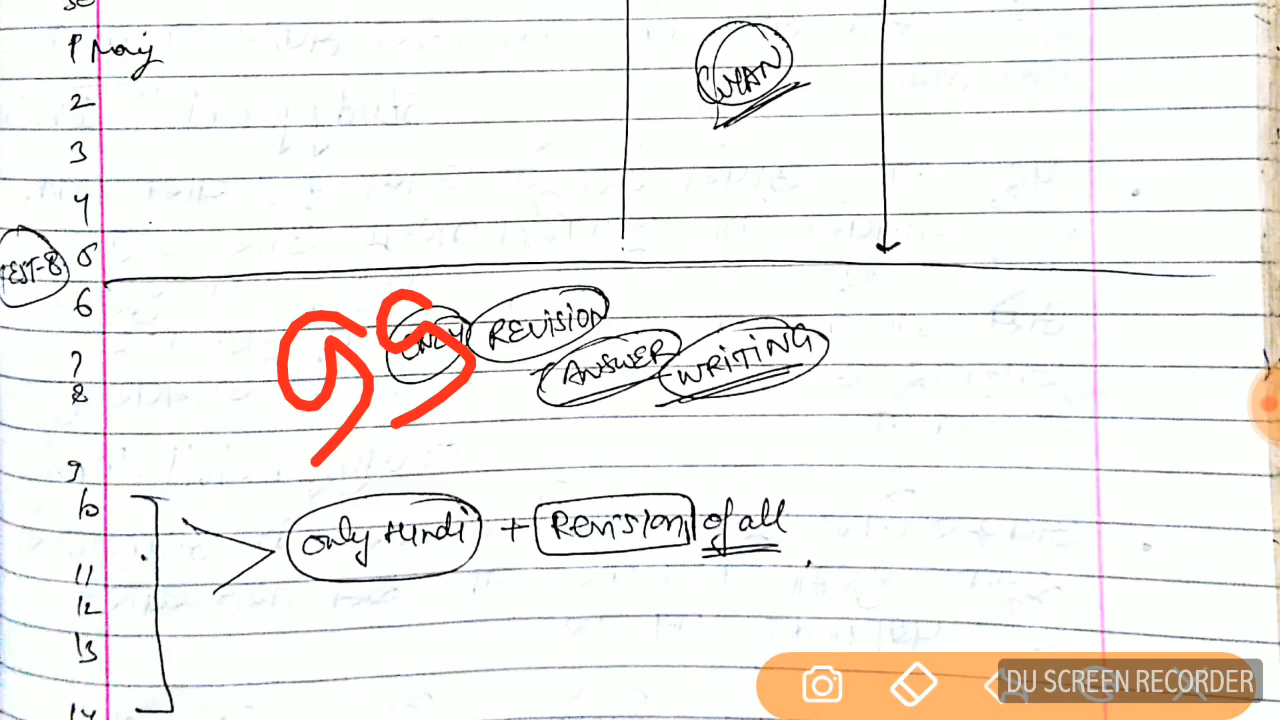 1 May
2
3
4
TEST-8 5
6
ONLY REVISION
7 ANSWER WRITING
8
9
10
only Hindi + Revision of all
11
12
13
14
DU SCREEN RECORDER